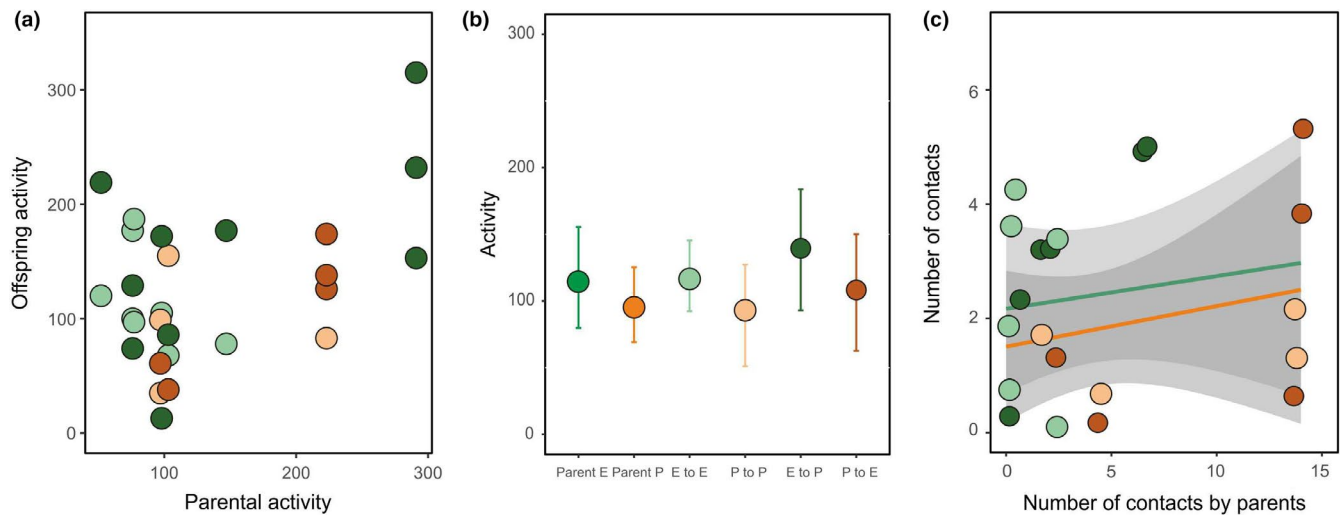 (a)
Offspring activity
300
200
100
0
100
200
300
Parental activity
(b)
Activity
300
200
100
0
Parent E Parent P E to E P to P E to P P to E
(c)
Number of contacts
6
4
2
0
0
5
10
15
Number of contacts by parents